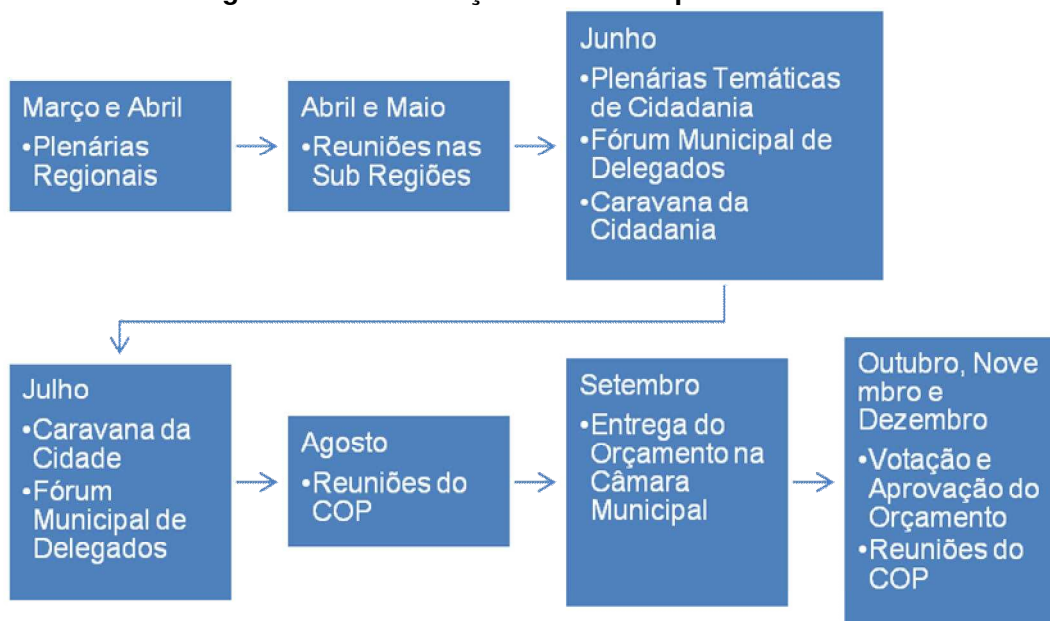 Março e Abril
•Plenárias
Regionais
Abril e Maio
•Reuniões nas
Sub Regiões
Junho
•Plenárias Temáticas
de Cidadania
•Fórum Municipal de
Delegados
•Caravana da
Cidadania
Julho
•Caravana da
Cidade
•Fórum
Municipal de
Delegados
Agosto
•Reuniões do
COP
Setembro
•Entrega do
Orçamento na
Câmara
Municipal
Outubro, Nove
mbro e
Dezembro
•Votação e
Aprovação do
Orçamento
•Reuniões do
COP